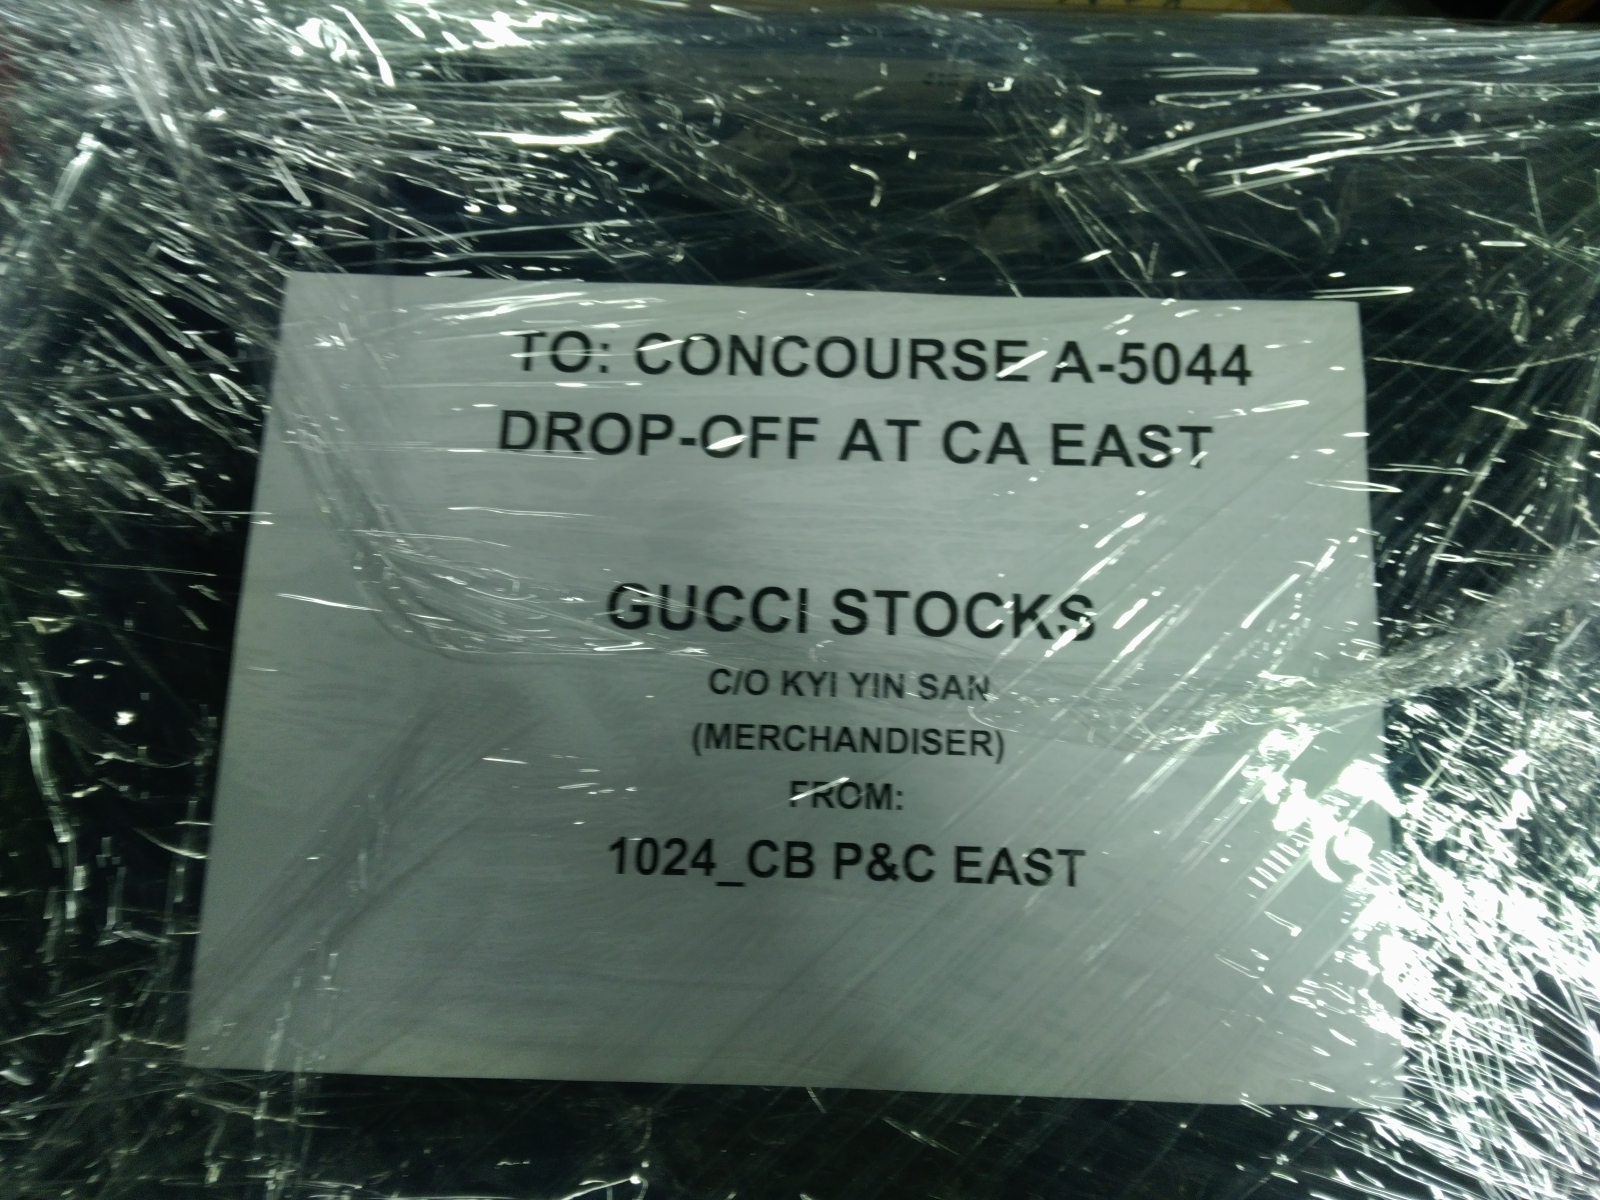 TO: CONCOURSE A-5044
DROP-OFF AT CA EAST
GUCCI STOCKS
C/O KYI YIN SAN
(MERCHANDISER)
FROM:
1024_CB P&C EAST